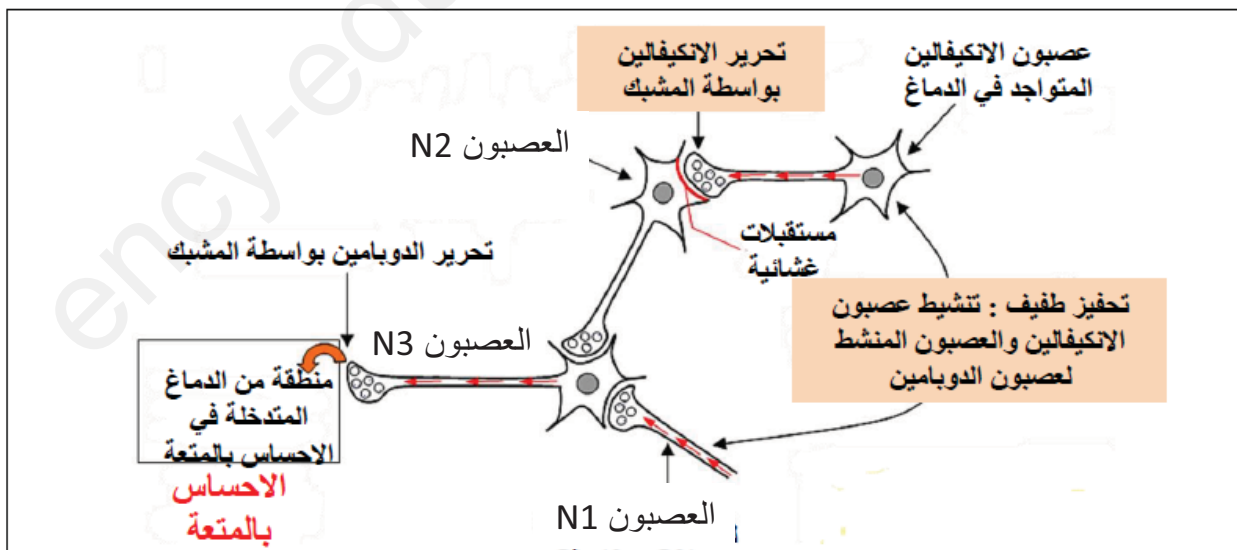 تحرير الانكيفالين
بواسطة المشبك
عصبون الانكيفالين
المتواجد في الدماغ
العصبون N2
مستقبلات
غشائية
تحرير الدوبامين بواسطة المشبك
تحفيز طفيف : تنشيط عصبون
الانكيفالين والعصبون المنشط
لعصبون الدوبامين
العصبون N3
منطقة من الدماغ
المتدخلة في
الاحساس بالمتعة
الاحساس
بالمتعة
العصبون N1